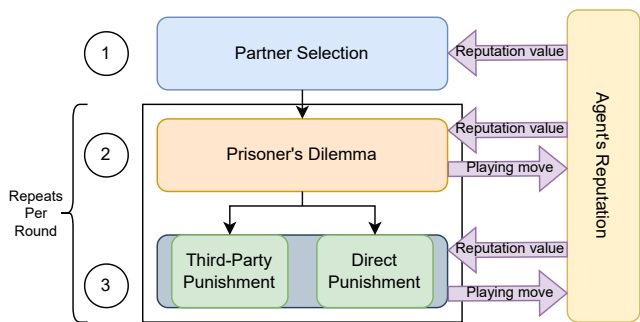 1
Partner Selection
Reputation value
Agent's Reputation
2
Prisoner's Dilemma
Reputation value
Playing move
Repeats
Per
Round
3
Third-Party
Punishment
Direct
Punishment
Reputation value
Playing move